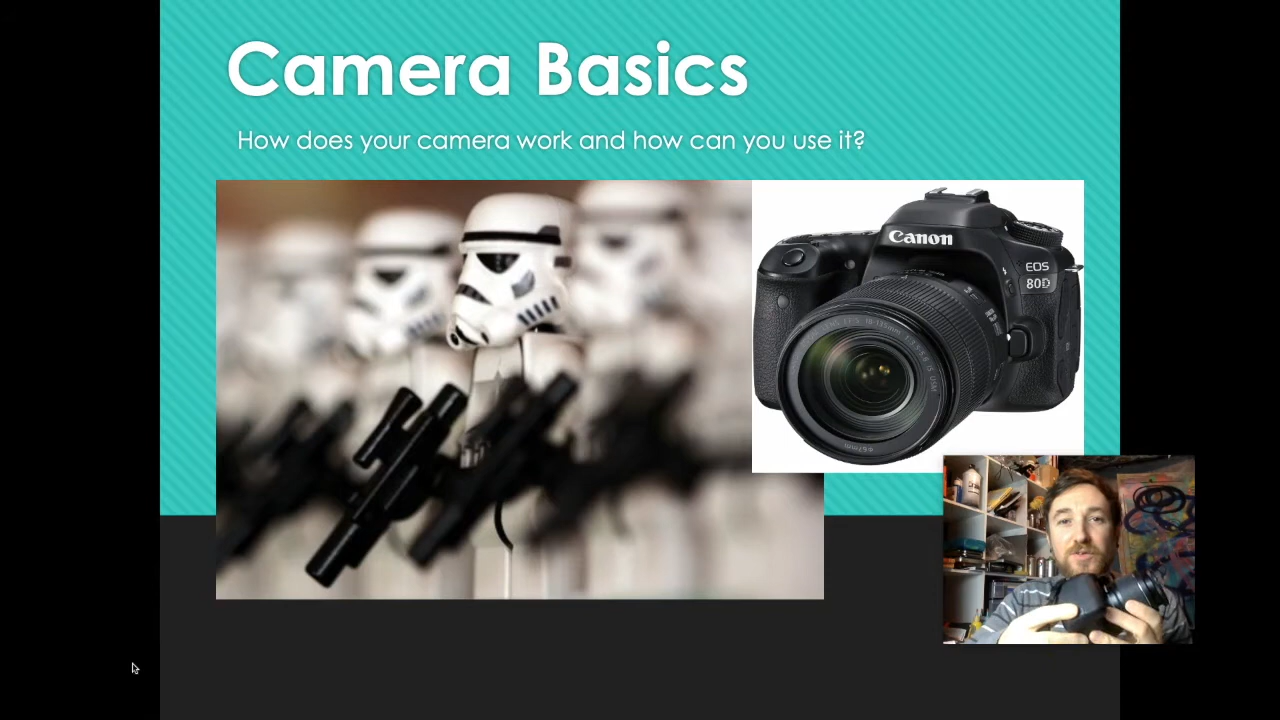 Camera Basics
How does your camera work and how can you use it?
Canon
EOS
80D